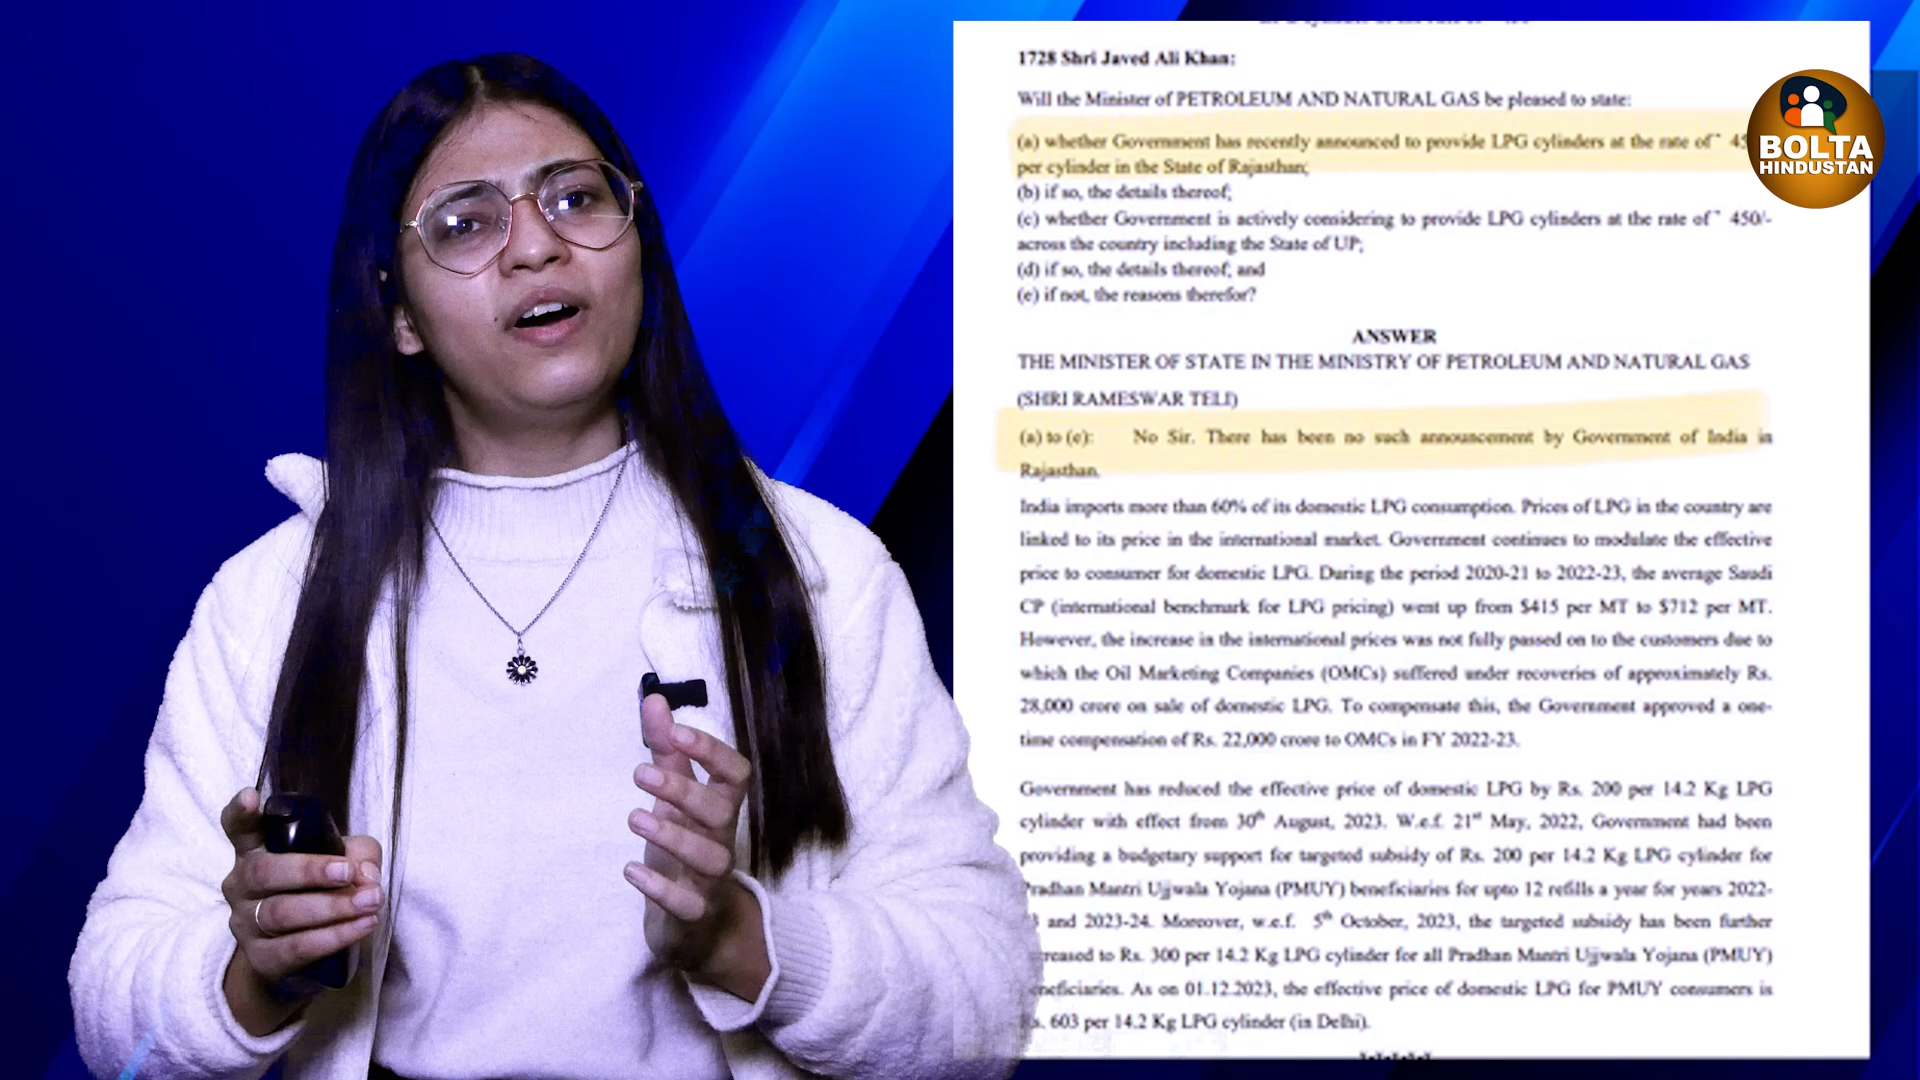 1728 Shri Javed Ali Khan:
Will the Minister of PETROLEUM AND NATURAL GAS be pleased to state:
(a) whether Government has recently announced to provide LPG cylinders at the rate of ` 45
per cylinder in the State of Rajasthan;
(b) if so, the details thereof;
(c) whether Government is actively considering to provide LPG cylinders at the rate of ` 450/-
across the country including the State of UP;
(d) if so, the details thereof; and
(e) if not, the reasons therefor?
ANSWER
THE MINISTER OF STATE IN THE MINISTRY OF PETROLEUM AND NATURAL GAS
(SHRI RAMESWAR TELI)
(a) to (e): No Sir. There has been no such announcement by Government of India in
Rajasthan.
India imports more than 60% of its domestic LPG consumption. Prices of LPG in the country are
linked to its price in the international market. Government continues to modulate the effective
price to consumer for domestic LPG. During the period 2020-21 to 2022-23, the average Saudi
CP (international benchmark for LPG pricing) went up from $415 per MT to $712 per MT.
However, the increase in the international prices was not fully passed on to the customers due to
which the Oil Marketing Companies (OMCs) suffered under recoveries of approximately Rs.
28,000 crore on sale of domestic LPG. To compensate this, the Government approved a one-
time compensation of Rs. 22,000 crore to OMCs in FY 2022-23.
Government has reduced the effective price of domestic LPG by Rs. 200 per 14.2 Kg LPG
cylinder with effect from 30th August, 2023. W.e.f. 21st May, 2022, Government had been
providing a budgetary support for targeted subsidy of Rs. 200 per 14.2 Kg LPG cylinder for
Pradhan Mantri Ujjwala Yojana (PMUY) beneficiaries for upto 12 refills a year for years 2022-
3 and 2023-24. Moreover, w.e.f. 5th October, 2023, the targeted subsidy has been further
creased to Rs. 300 per 14.2 Kg LPG cylinder for all Pradhan Mantri Ujjwala Yojana (PMUY)
eneficiaries. As on 01.12.2023, the effective price of domestic LPG for PMUY consumers is
s. 603 per 14.2 Kg LPG cylinder (in Delhi).
BOLTA
HINDUSTAN